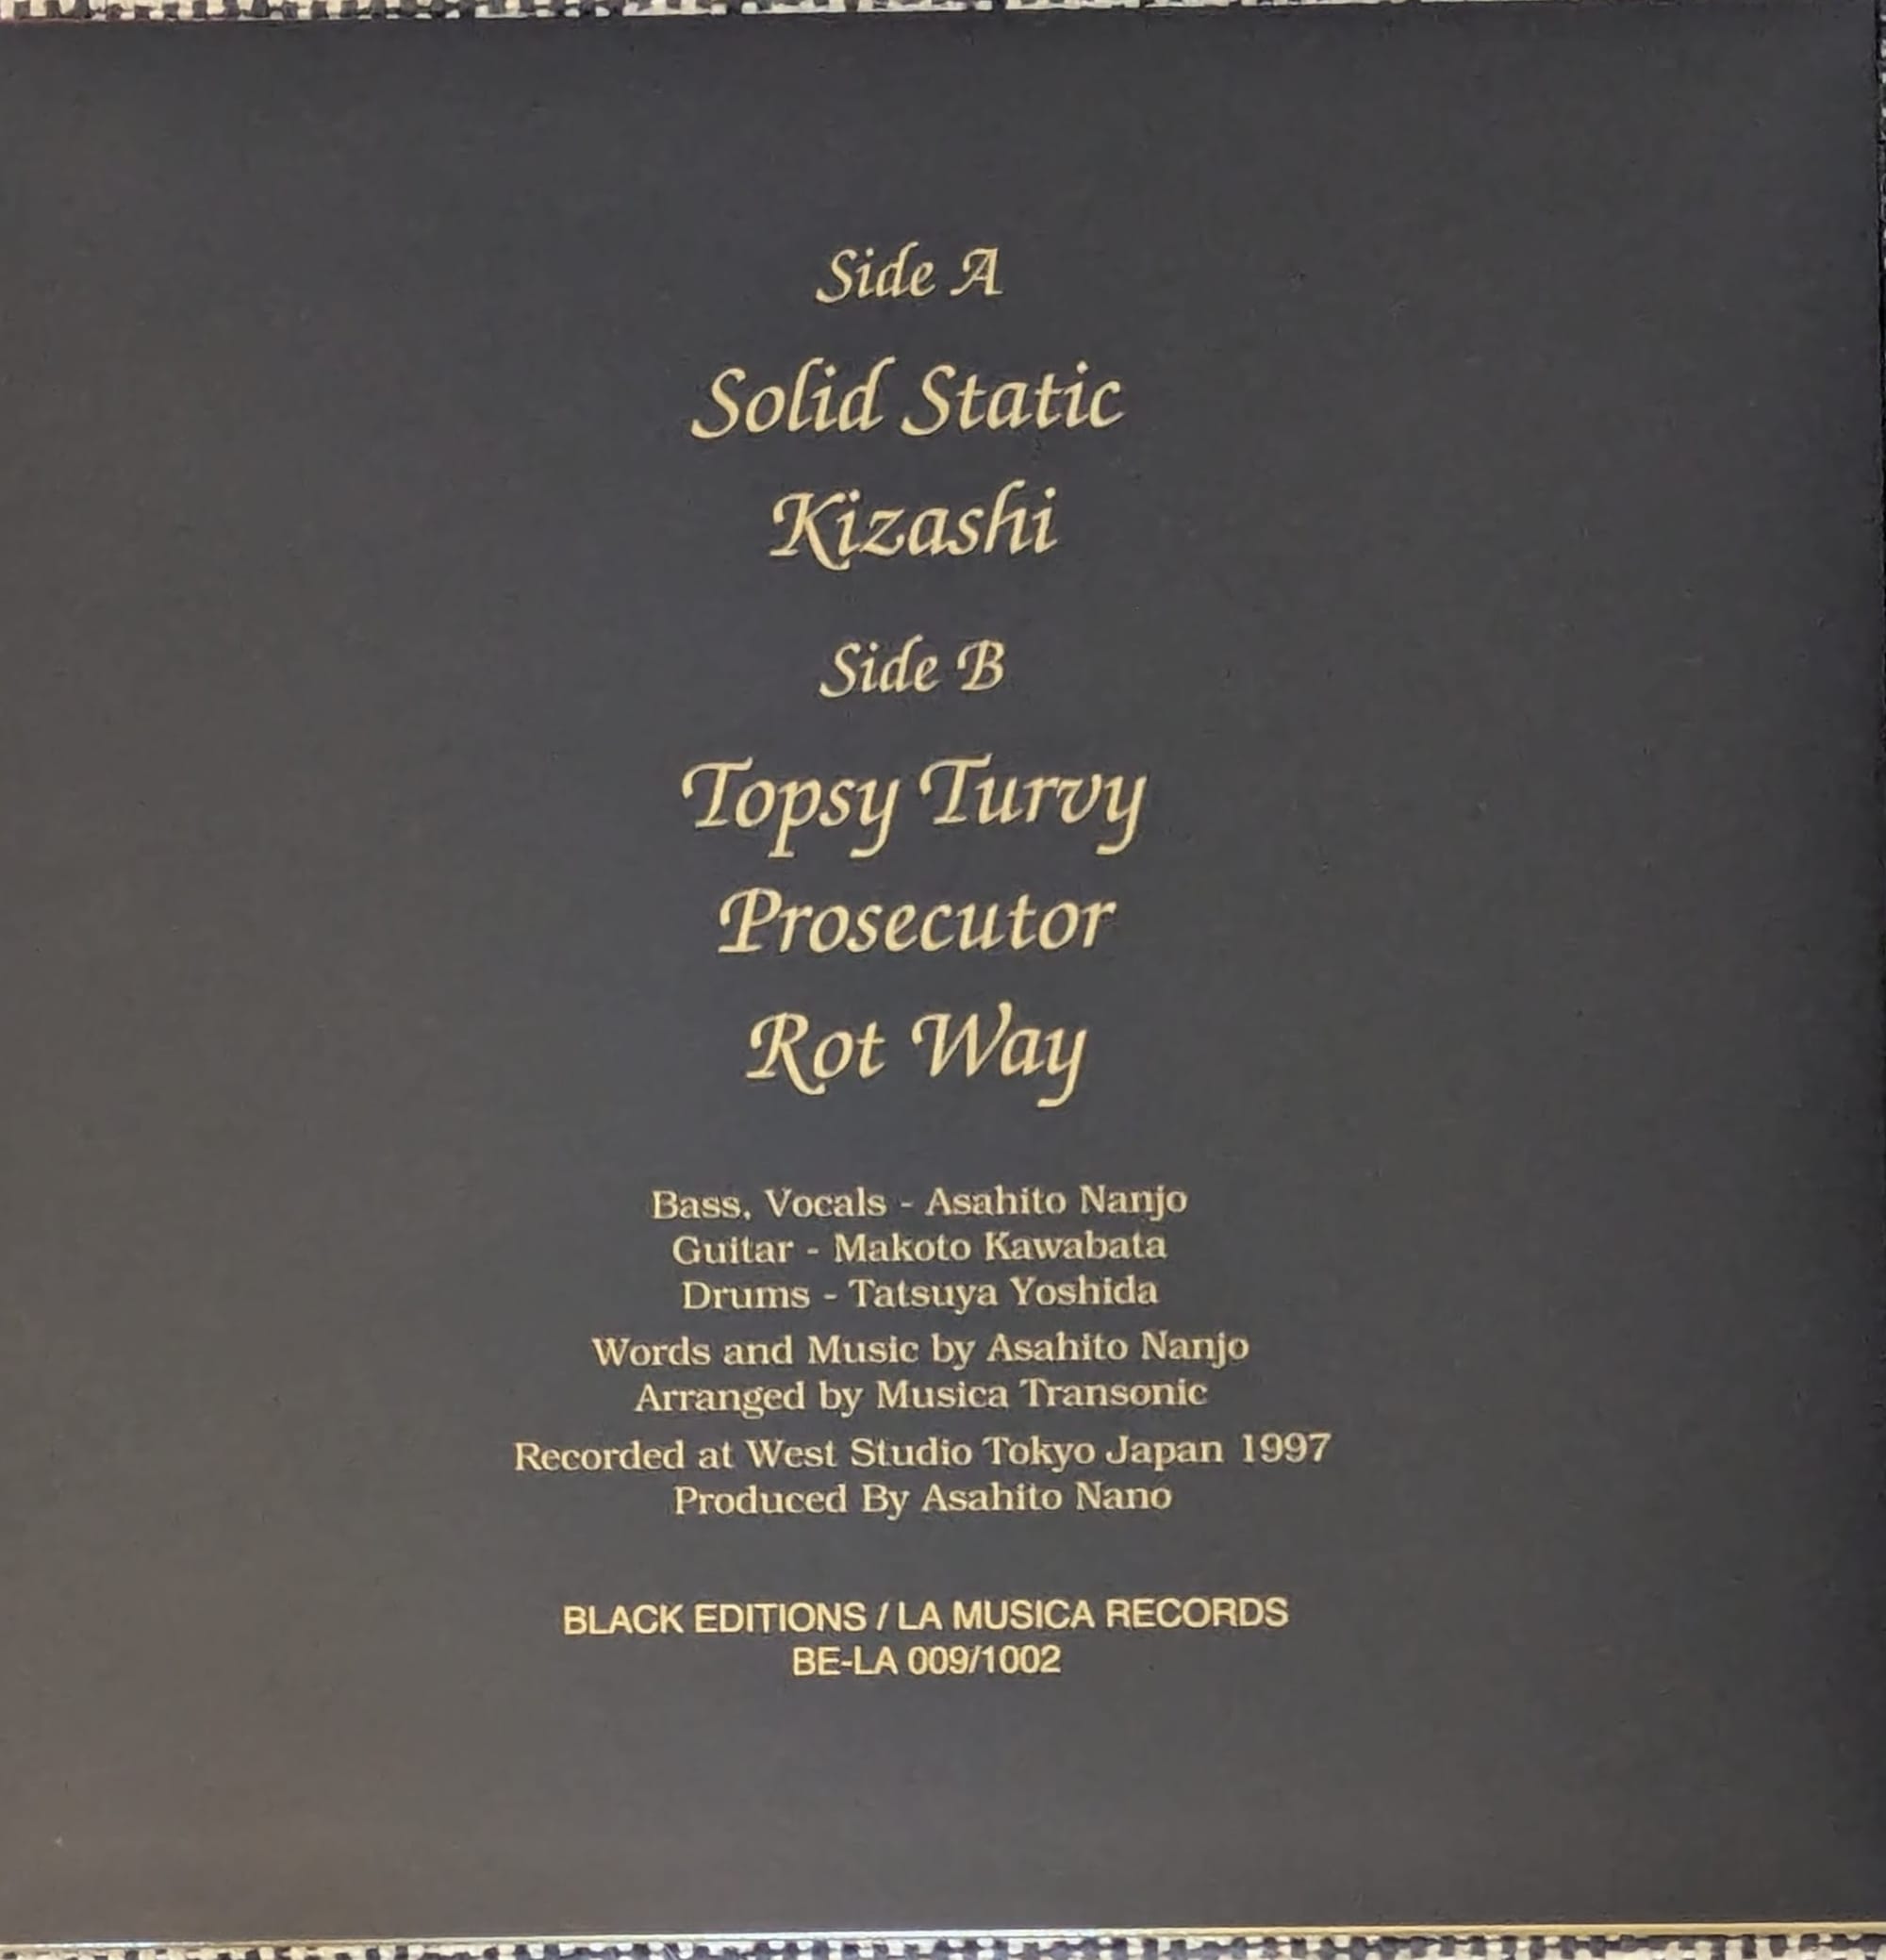 Side A
Solid Static
Kizashi
Side B
Topsy Turvy
Prosecutor
Rot Way
Bass, Vocals - Asahito Nanjo
Guitar - Makoto Kawabata
Drums - Tatsuya Yoshida
Words and Music by Asahito Nanjo
Arranged by Musica Transonic
Recorded at West Studio Tokyo Japan 1997
Produced By Asahito Nano
BLACK EDITIONS / LA MUSICA RECORDS
BE-LA 009/1002